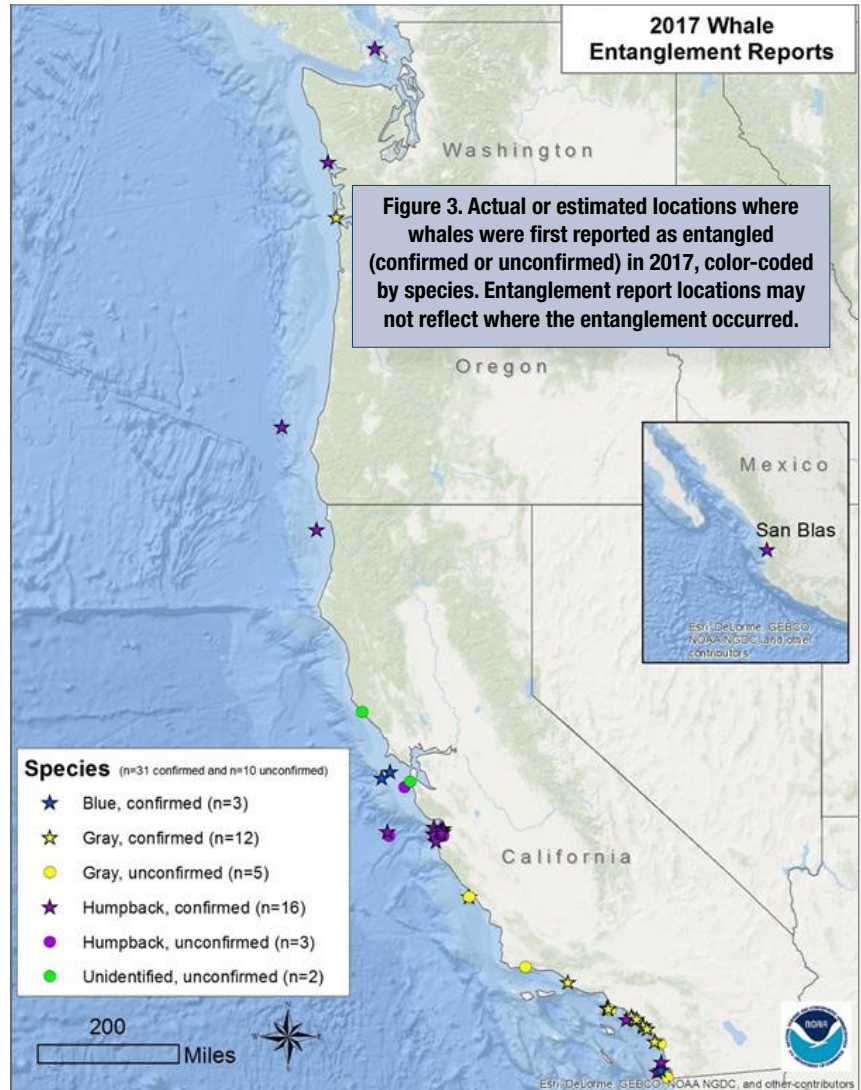 2017 Whale
Entanglement Reports
Washington
Figure 3. Actual or estimated locations where
whales were first reported as entangled
(confirmed or unconfirmed) in 2017, color-coded
by species. Entanglement report locations may
not reflect where the entanglement occurred.
Oregon
Mexico
San Blas
Esri, DeLorme, GEBCO,
NOAA NGDC, and other
contributors
Species (n=31 confirmed and n=10 unconfirmed)
Blue, confirmed (n=3)
Gray, confirmed (n=12)
Gray, unconfirmed (n=5)
Humpback, confirmed (n=16)
Humpback, unconfirmed (n=3)
Unidentified, unconfirmed (n=2)
California
200
Miles
N
W
E
S
NOAA
Esri, DeLorme, GEBCO, NOAA NGDC, and other contributors